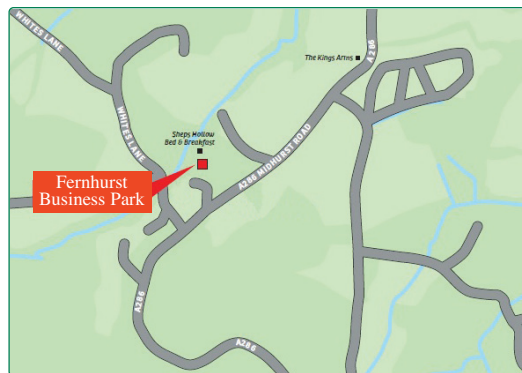 WHITES LANE
A286
The Kings Arms
WHITES LANE
Sheps Hollow
Bed & Breakfast
A286 MIDHURST ROAD
Fernhurst
Business Park
A286
A286